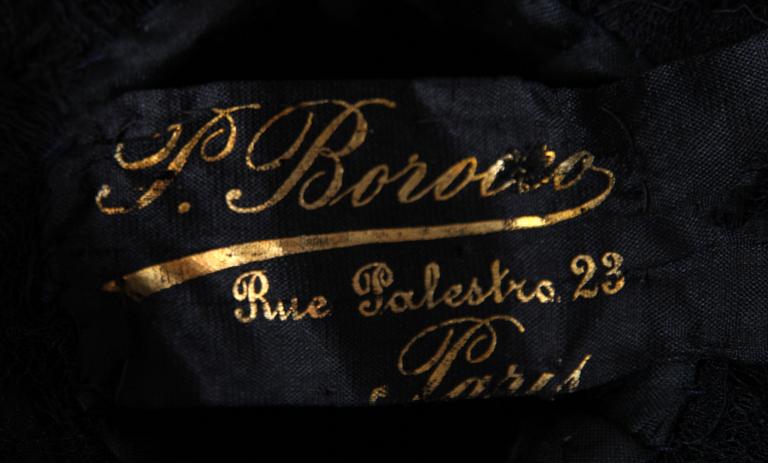 P. Borocco
Rue Palestro. 23
Paris